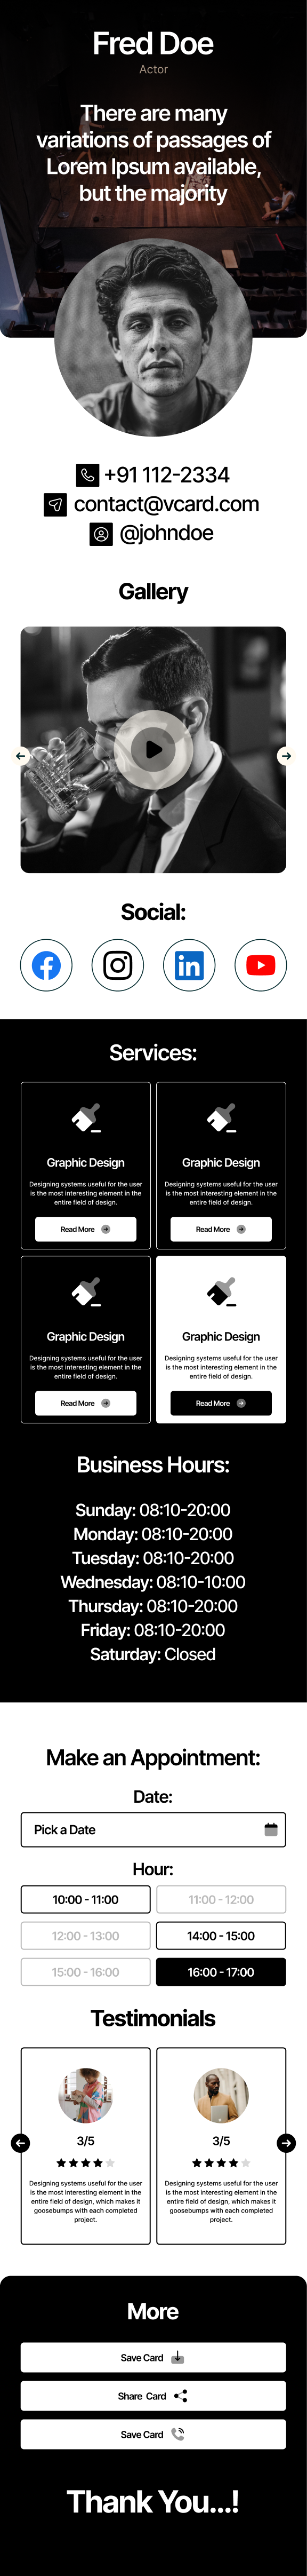 Fred Doe
Actor
There are many
variations of passages of
Lorem Ipsum available,
but the majority
+91 112-2334
contact@vcard.com
@johndoe
Gallery
Social:
in
Services:
Graphic Design
Designing systems useful for the user
is the most interesting element in the
entire field of design.
Read More
Graphic Design
Designing systems useful for the user
is the most interesting element in the
entire field of design.
Read More
Graphic Design
Designing systems useful for the user
is the most interesting element in the
entire field of design.
Read More
Graphic Design
Designing systems useful for the user
is the most interesting element in the
entire field of design.
Read More
Business Hours:
Sunday: 08:10-20:00
Monday: 08:10-20:00
Tuesday: 08:10-20:00
Wednesday: 08:10-10:00
Thursday: 08:10-20:00
Friday: 08:10-20:00
Saturday: Closed
Make an Appointment:
Date:
Pick a Date
Hour:
10:00 - 11:00
11:00 - 12:00
12:00 - 13:00
14:00 - 15:00
15:00 - 16:00
16:00 - 17:00
Testimonials
3/5
Designing systems useful for the user
is the most interesting element in the
entire field of design, which makes it
goosebumps with each completed
project.
3/5
Designing systems useful for the user
is the most interesting element in the
entire field of design, which makes it
goosebumps with each completed
project.
More
Save Card
Share Card
Save Card
Thank You...!